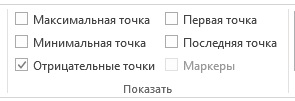 Максимальная точка Первая точка
Минимальная точка Последняя точка
Отрицательные точки Маркеры
Показать